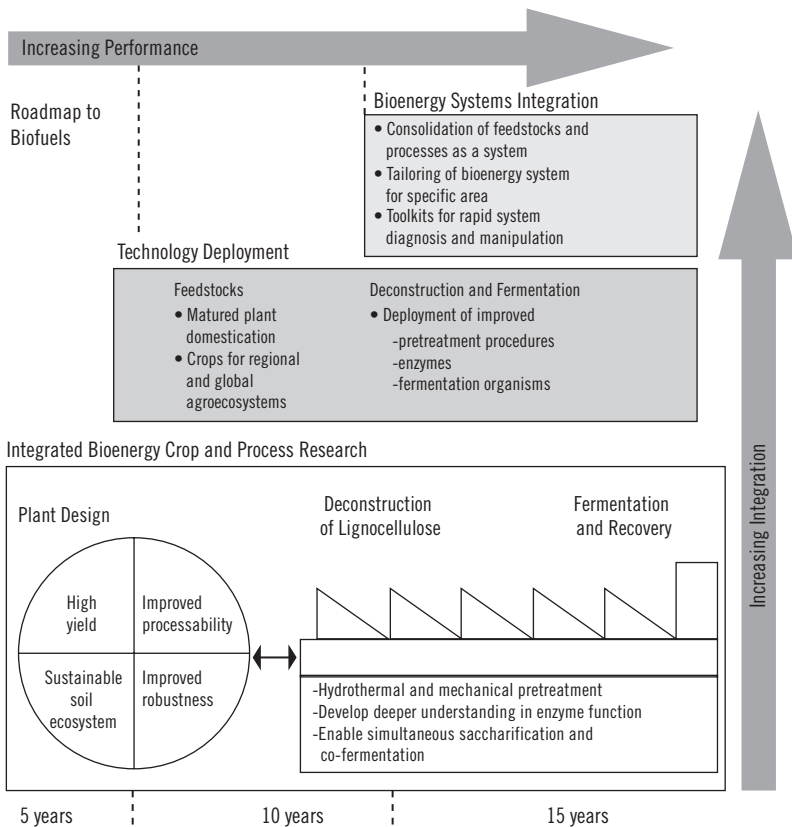 Increasing Performance
Roadmap to
Biofuels
Bioenergy Systems Integration
• Consolidation of feedstocks and
processes as a system
• Tailoring of bioenergy system
for specific area
• Toolkits for rapid system
diagnosis and manipulation
Technology Deployment
Feedstocks
• Matured plant
domestication
• Crops for regional
and global
agroecosystems
Deconstruction and Fermentation
• Deployment of improved
-pretreatment procedures
-enzymes
-fermentation organisms
Increasing Integration
Integrated Bioenergy Crop and Process Research
Plant Design
High
yield
Improved
processability
Sustainable
soil
ecosystem
Improved
robustness
Deconstruction
of Lignocellulose
Fermentation
and Recovery
-Hydrothermal and mechanical pretreatment
-Develop deeper understanding in enzyme function
-Enable simultaneous saccharification and
co-fermentation
5 years
10 years
15 years